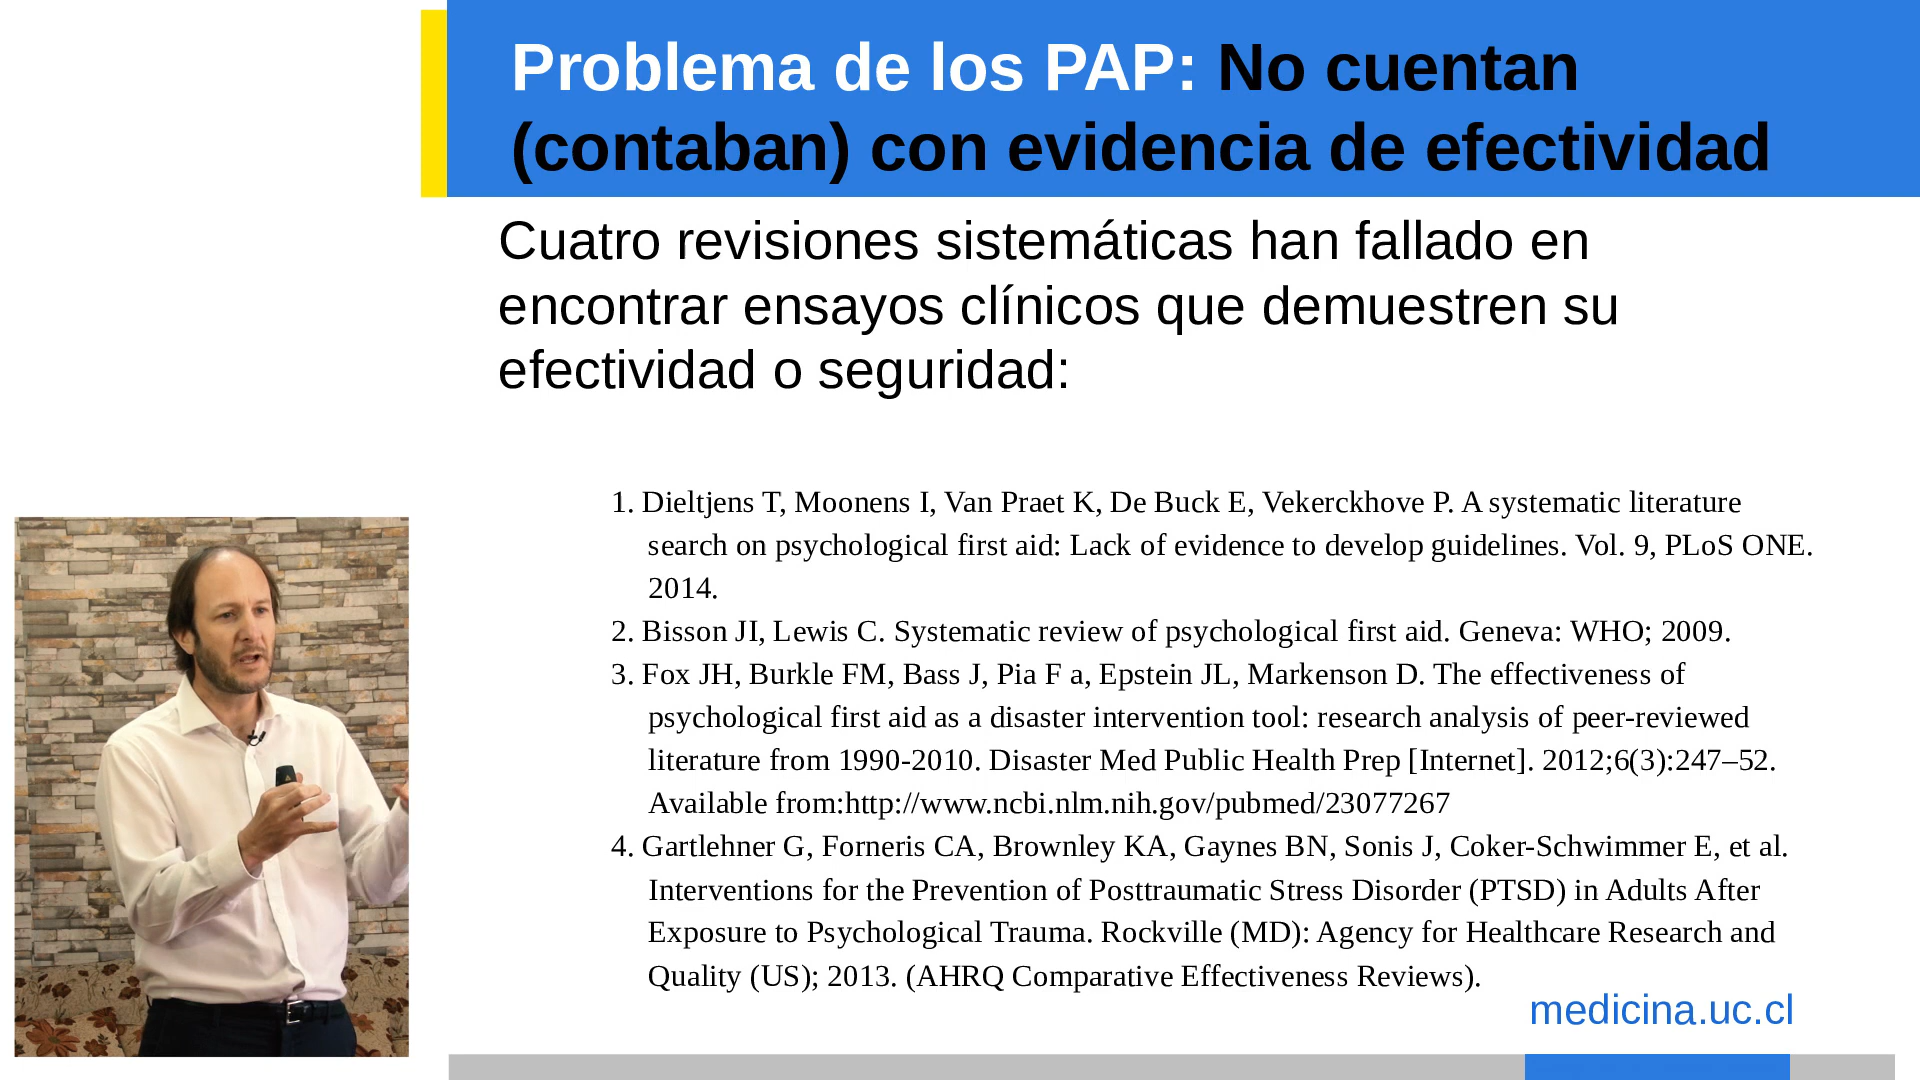 Problema de los PAP: No cuentan
(contaban) con evidencia de efectividad
Cuatro revisiones sistemáticas han fallado en
encontrar ensayos clínicos que demuestren su
efectividad o seguridad:
1. Dieltjens T, Moonens I, Van Praet K, De Buck E, Vekerckhove P. A systematic literature
search on psychological first aid: Lack of evidence to develop guidelines. Vol. 9, PLoS ONE.
2014.
2. Bisson JI, Lewis C. Systematic review of psychological first aid. Geneva: WHO; 2009.
3. Fox JH, Burkle FM, Bass J, Pia F a, Epstein JL, Markenson D. The effectiveness of
psychological first aid as a disaster intervention tool: research analysis of peer-reviewed
literature from 1990-2010. Disaster Med Public Health Prep [Internet]. 2012;6(3):247–52.
Available from:http://www.ncbi.nlm.nih.gov/pubmed/23077267
4. Gartlehner G, Forneris CA, Brownley KA, Gaynes BN, Sonis J, Coker-Schwimmer E, et al.
Interventions for the Prevention of Posttraumatic Stress Disorder (PTSD) in Adults After
Exposure to Psychological Trauma. Rockville (MD): Agency for Healthcare Research and
Quality (US); 2013. (AHRQ Comparative Effectiveness Reviews).
medicina.uc.cl